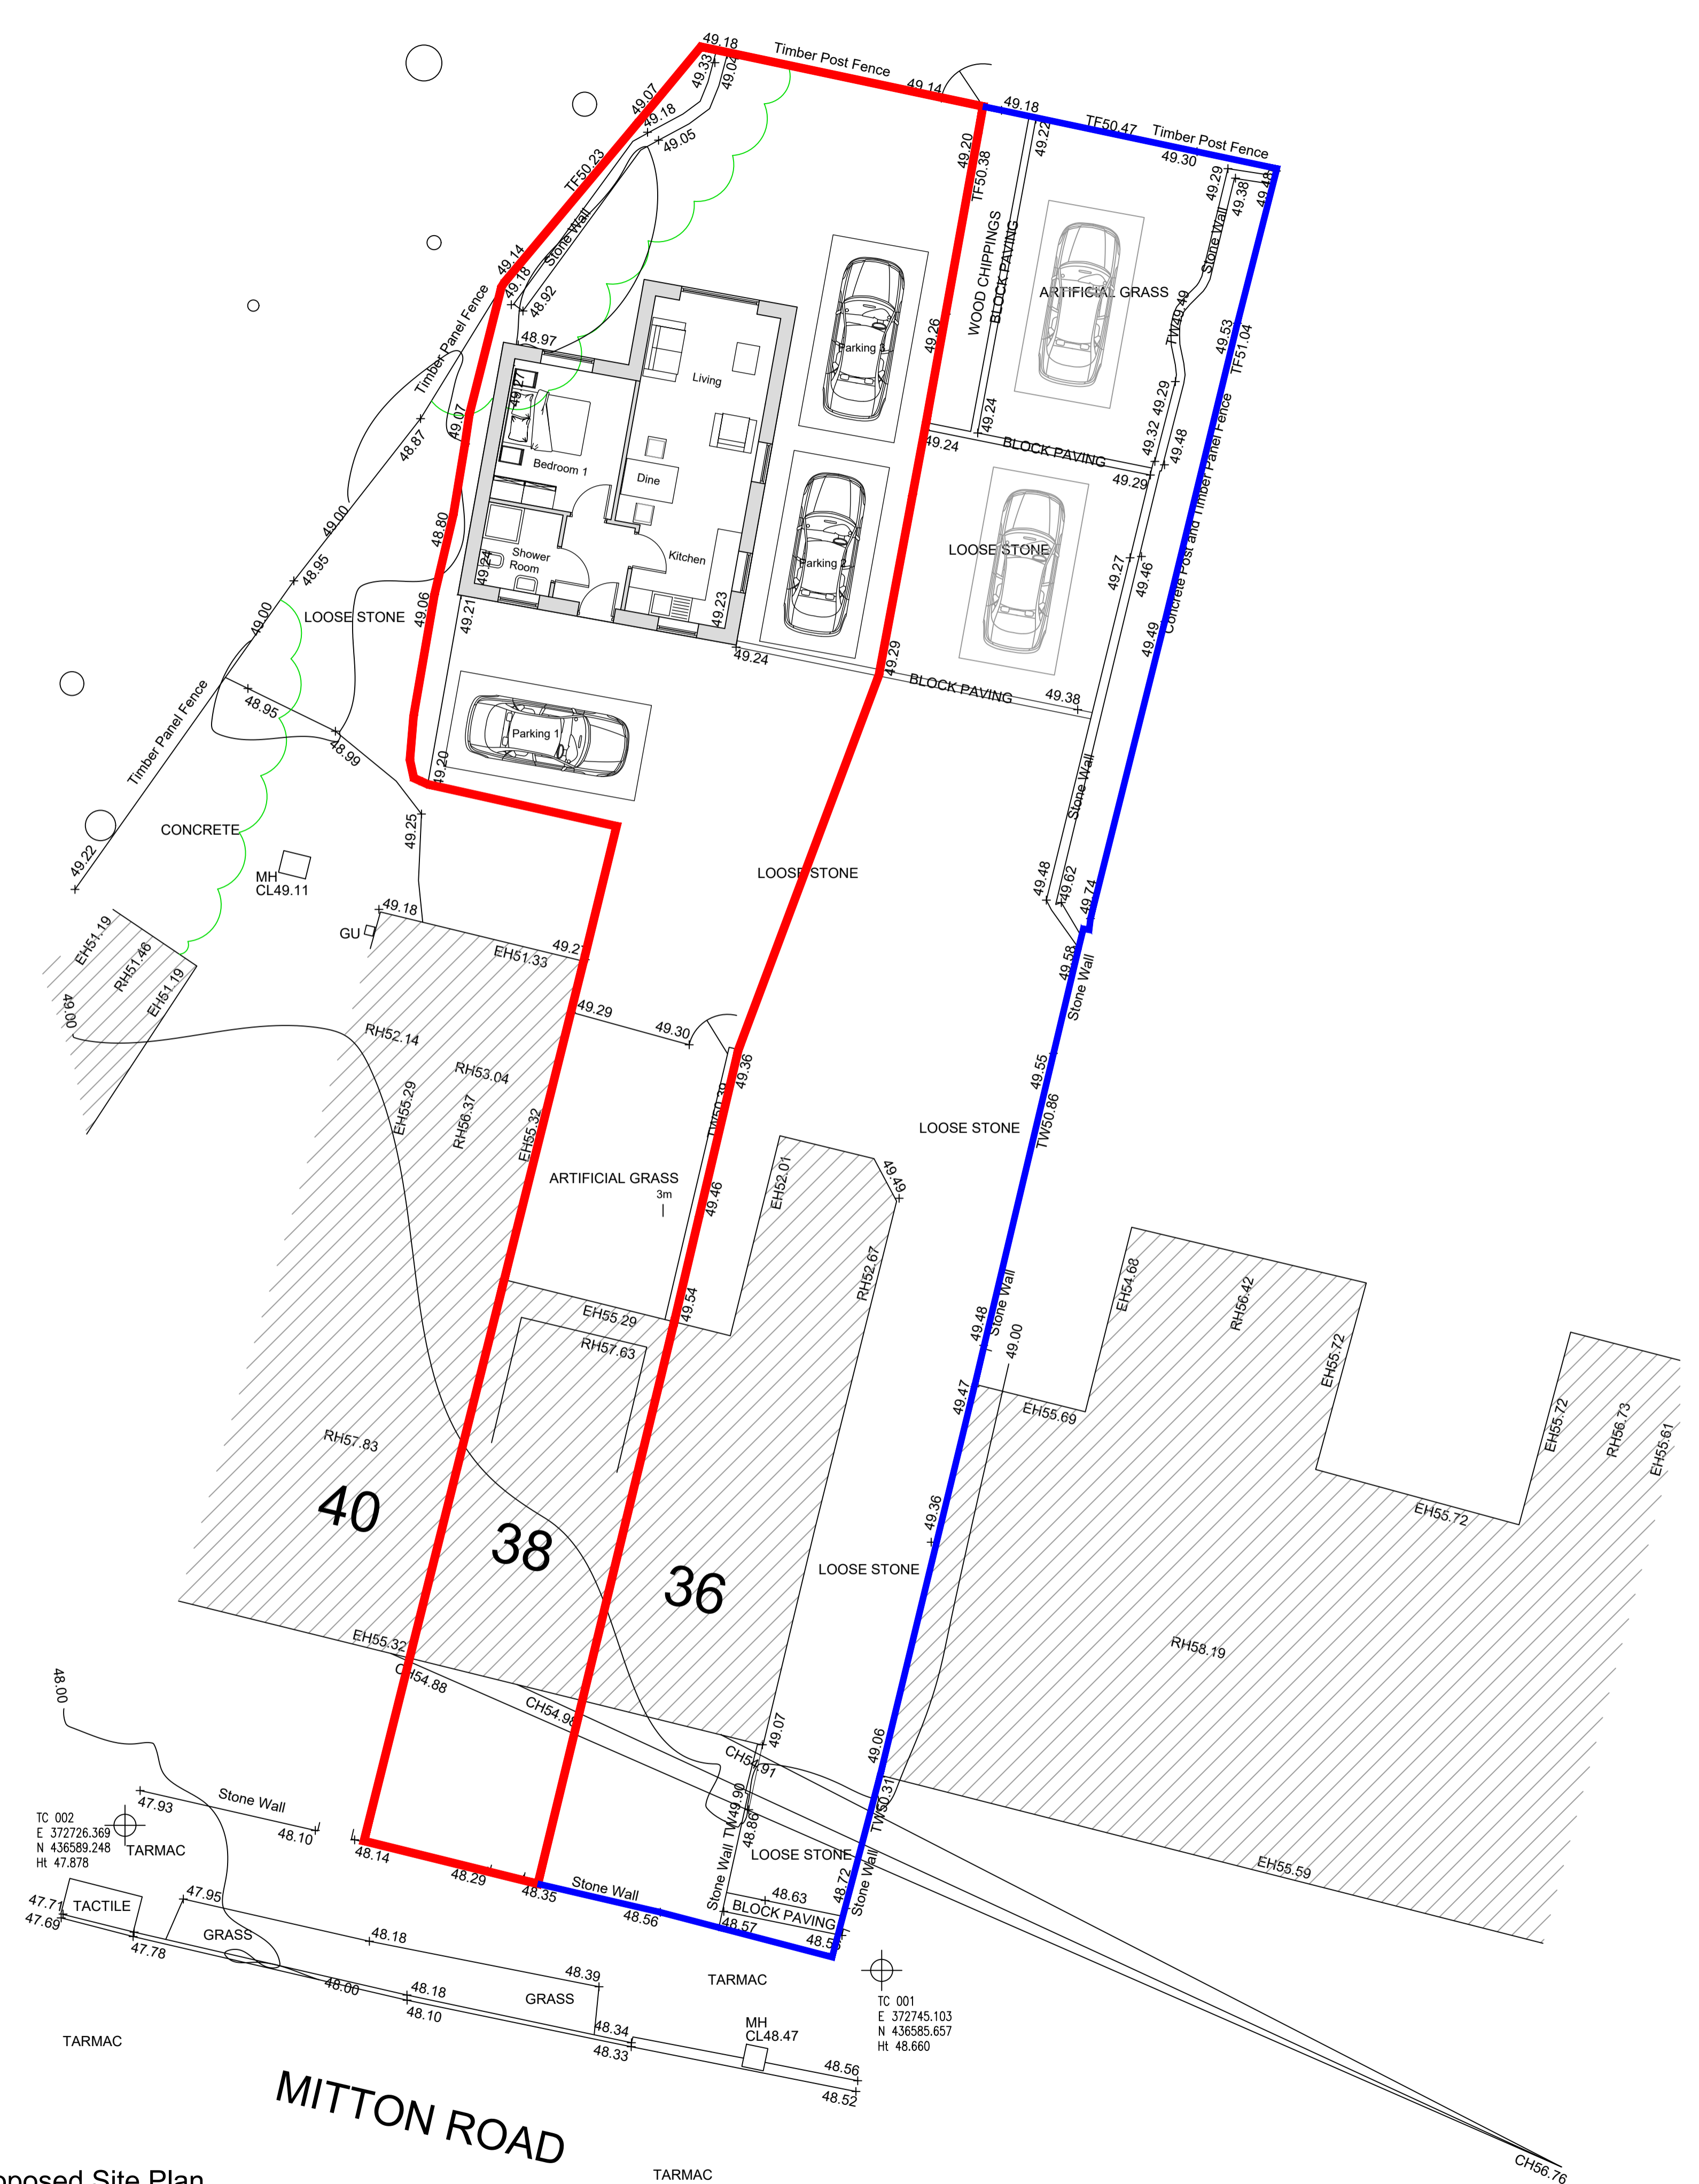 49.18
Timber Post Fence
49.33
49.04
49.07
49.14
49.18
49.18
49.05
TF50.47
Timber Post Fence
49.20
TF50.38
49.22
49.30
49.29
49.38
49.48
TF50.23
Stone Wall
Stone Wall
49.14
49.18
48.92
WOOD CHIPPINGS
BLOCK PAVING
ARTIFICIAL GRASS
TW49.49
49.53
TF51.04
Timber Panel Fence
48.97
49.26
Parking 3
Living
49.27
49.07
48.87
49.24
49.24
BLOCK PAVING
49.29
49.32
49.48
49.29
Bedroom 1
Dine
48.80
49.00
48.95
Shower
Room
Kitchen
49.24
49.23
Parking 2
LOOSE STONE
49.27
49.46
Concrete Post and Timber Panel Fence
49.06
49.21
49.00
LOOSE STONE
49.24
49.29
49.49
BLOCK PAVING
49.38
Timber Panel Fence
48.95
48.99
Parking 1
49.20
Stone Wall
CONCRETE
49.25
49.22
MH
CL49.11
LOOSE STONE
49.48
49.62
49.74
49.18
GU
EH51.19
RH51.46
EH51.19
49.00
EH51.33
49.21
49.58
Stone Wall
49.29
49.30
49.36
RH52.14
RH53.04
EH55.29
RH56.37
EH55.32
TW50.39
49.55
TW50.86
LOOSE STONE
ARTIFICIAL GRASS
3m
49.46
EH52.01
49.49
RH52.67
EH55.29
49.54
RH57.63
49.48
Stone Wall
49.00
EH54.68
RH56.42
EH55.72
49.47
EH55.69
EH55.72
EH55.72
RH56.73
EH55.61
RH57.83
40
38
36
49.36
LOOSE STONE
RH58.19
EH55.32
CH54.88
CH54.98
48.00
49.07
CH54.91
49.06
TW50.31
Stone Wall
47.93
48.10
TC 002
E 372726.369
N 436589.248
Ht 47.878
TARMAC
48.14
48.29
48.35
Stone Wall
48.56
Stone Wall TW49.90
48.86
LOOSE STONE
48.72
Stone Wall
48.63
BLOCK PAVING
48.57
EH55.59
47.71
47.69
TACTILE
47.95
47.78
GRASS
48.18
48.39
48.00
48.18
48.10
GRASS
TARMAC
TC 001
E 372745.103
N 436585.657
Ht 48.660
48.34
48.33
MH
CL48.47
48.56
48.52
TARMAC
MITTON ROAD
TARMAC
CH56.76
Site Plan